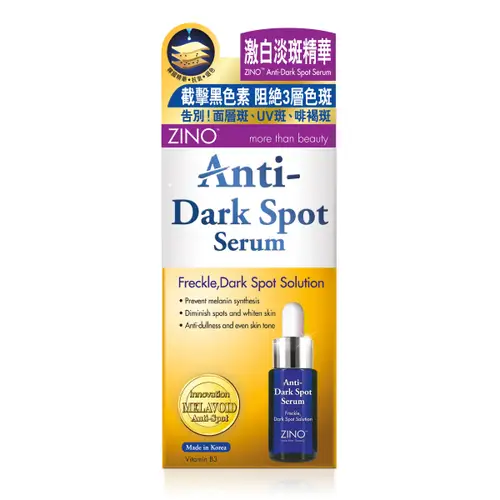 激白淡斑精華
ZINO™ Anti-Dark Spot Serum
截擊黑色素 阻絕3層色斑
告別!面層斑、UV斑、啡褐斑
ZINO™
more than beauty
Anti-
Dark Spot
Serum
Freckle,Dark Spot Solution
• Prevent melanin synthesis
• Diminish spots and whiten skin
• Anti-dullness and even skin tone
Innovation
MELAVOID
Anti-Spot
Made in Korea
Vitamin B3
Anti-
Dark Spot
Serum
Freckle,
Dark Spot Solution
ZINO™